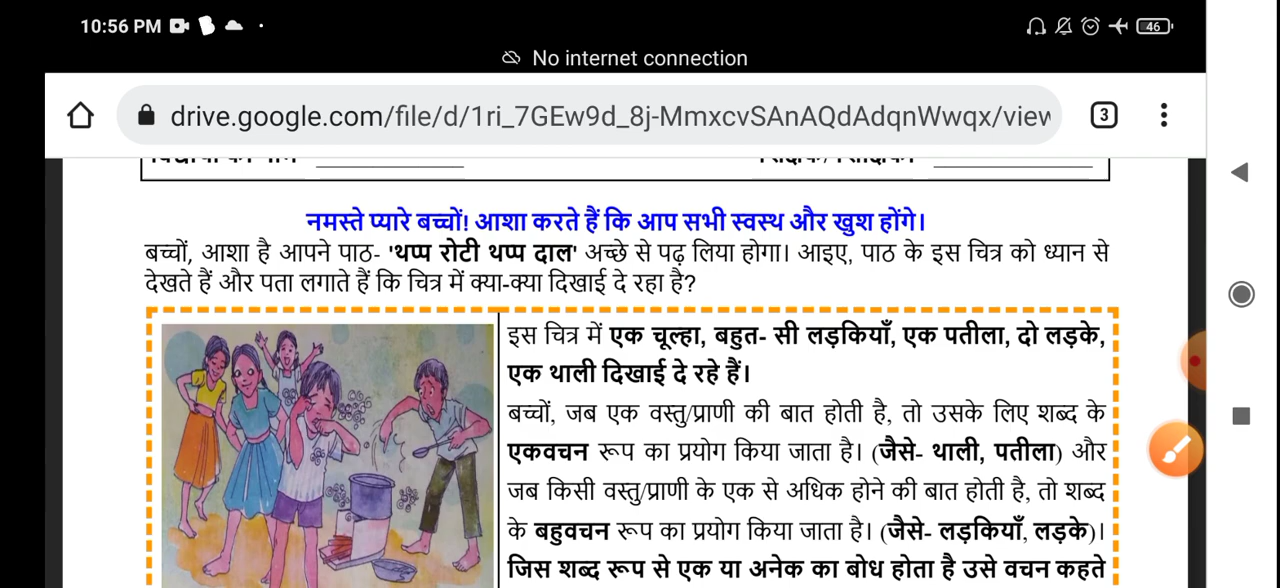 10:56 PM
46
No internet connection
drive.google.com/file/d/1ri_7GEw9d_8j-MmxcvSAnAQdAdqnWwqx/view
3
नमस्ते प्यारे बच्चों! आशा करते हैं कि आप सभी स्वस्थ और खुश होंगे।
बच्चों, आशा है आपने पाठ- 'थप्प रोटी थप्प दाल' अच्छे से पढ़ लिया होगा। आइए, पाठ के इस चित्र को ध्यान से
देखते हैं और पता लगाते हैं कि चित्र में क्या-क्या दिखाई दे रहा है?
इस चित्र में एक चूल्हा, बहुत- सी लड़कियाँ, एक पतीला, दो लड़के,
एक थाली दिखाई दे रहे हैं।
बच्चों, जब एक वस्तु/प्राणी की बात होती है, तो उसके लिए शब्द के
एकवचन रूप का प्रयोग किया जाता है। (जैसे- थाली, पतीला) और
जब किसी वस्तु/प्राणी के एक से अधिक होने की बात होती है, तो शब्द
के बहुवचन रूप का प्रयोग किया जाता है। (जैसे- लड़कियाँ, लड़के)।
जिस शब्द रूप से एक या अनेक का बोध होता है उसे वचन कहते